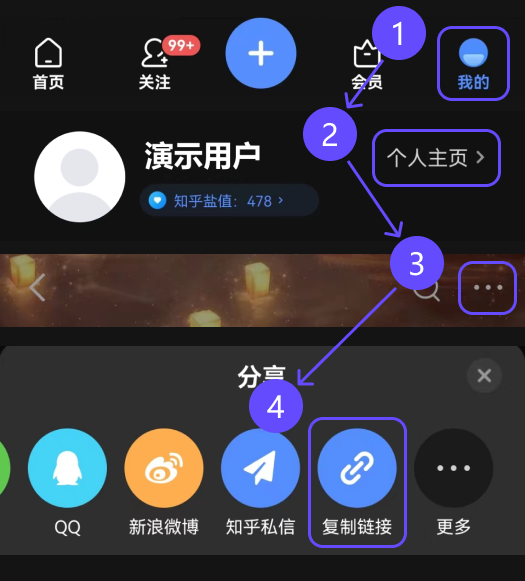 1
99+
首页
关注
会员
我的
2
演示用户
个人主页
知乎盐值：478
3
分享
4
QQ
新浪微博
知乎私信
复制链接
更多